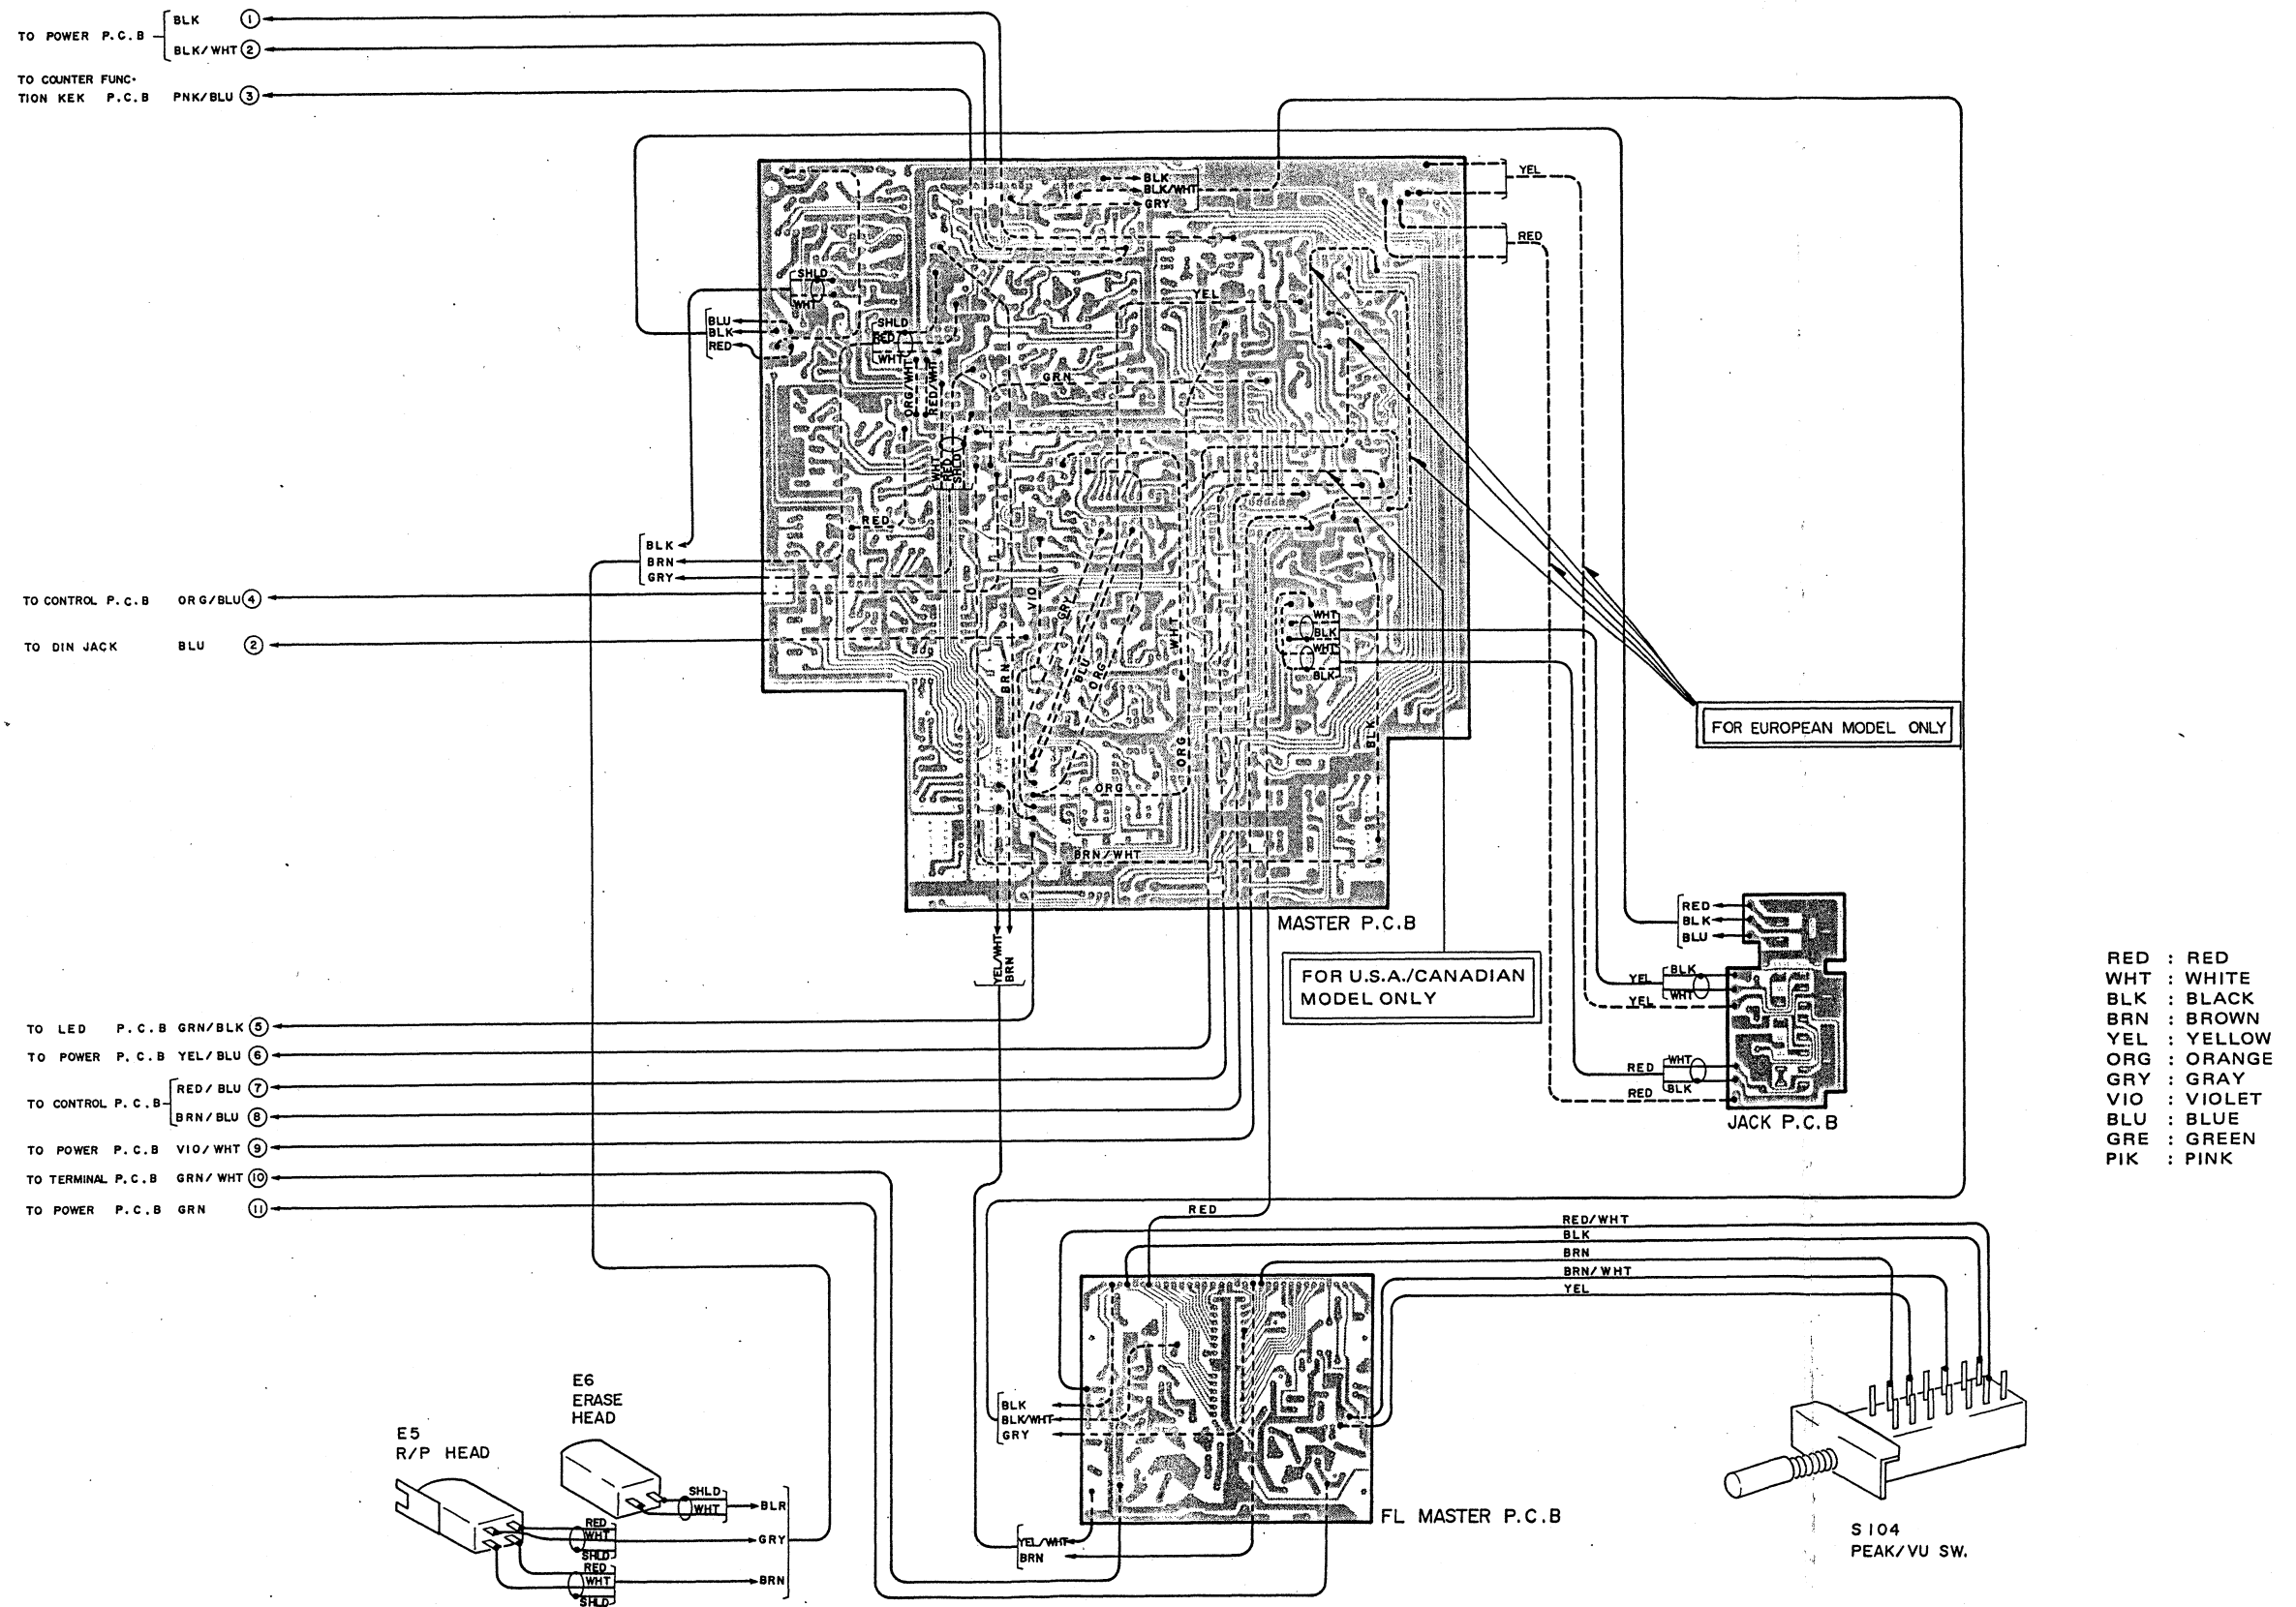 TO POWER P.C.B
BLK ①
BLK/WHT ②
TO COUNTER FUNC-
TION KEK P.C.B PNK/BLU ③
BLK
BLK/WHT
GRY
YEL
RED
SHLD
WHT
BLU
BLK
RED
SHLD
RED
WHT
ORG/WHT
RED/WHT
YEL
GRN
WHT
RED
SHLD
RED
BLK
BRN
GRY
TO CONTROL P.C.B ORG/BLU ④
TO DIN JACK BLU ②
VIO
GRY
BLU
ORG
BRN
WHT
ORG
ORG
BLK
BRN/WHT
WHT
BLK
WHT
BLK
FOR EUROPEAN MODEL ONLY
MASTER P.C.B
FOR U.S.A./CANADIAN
MODEL ONLY
YEL/WHT
BRN
RED
BLK
BLU
YEL
BLK
WHT
YEL
RED
WHT
BLK
RED
JACK P.C.B
RED : RED
WHT : WHITE
BLK : BLACK
BRN : BROWN
YEL : YELLOW
ORG : ORANGE
GRY : GRAY
VIO : VIOLET
BLU : BLUE
GRE : GREEN
PIK : PINK
TO LED P.C.B GRN/BLK ⑤
TO POWER P.C.B YEL/BLU ⑥
TO CONTROL P.C.B
RED/BLU ⑦
BRN/BLU ⑧
TO POWER P.C.B VIO/WHT ⑨
TO TERMINAL P.C.B GRN/WHT ⑩
TO POWER P.C.B GRN ⑪
RED
RED/WHT
BLK
BRN
BRN/WHT
YEL
BLK
BLK/WHT
GRY
YEL/WHT
BRN
FL MASTER P.C.B
E6
ERASE
HEAD
E5
R/P HEAD
SHLD
WHT
BLR
RED
WHT
SHLD
GRY
RED
WHT
SHLD
BRN
S104
PEAK/VU SW.